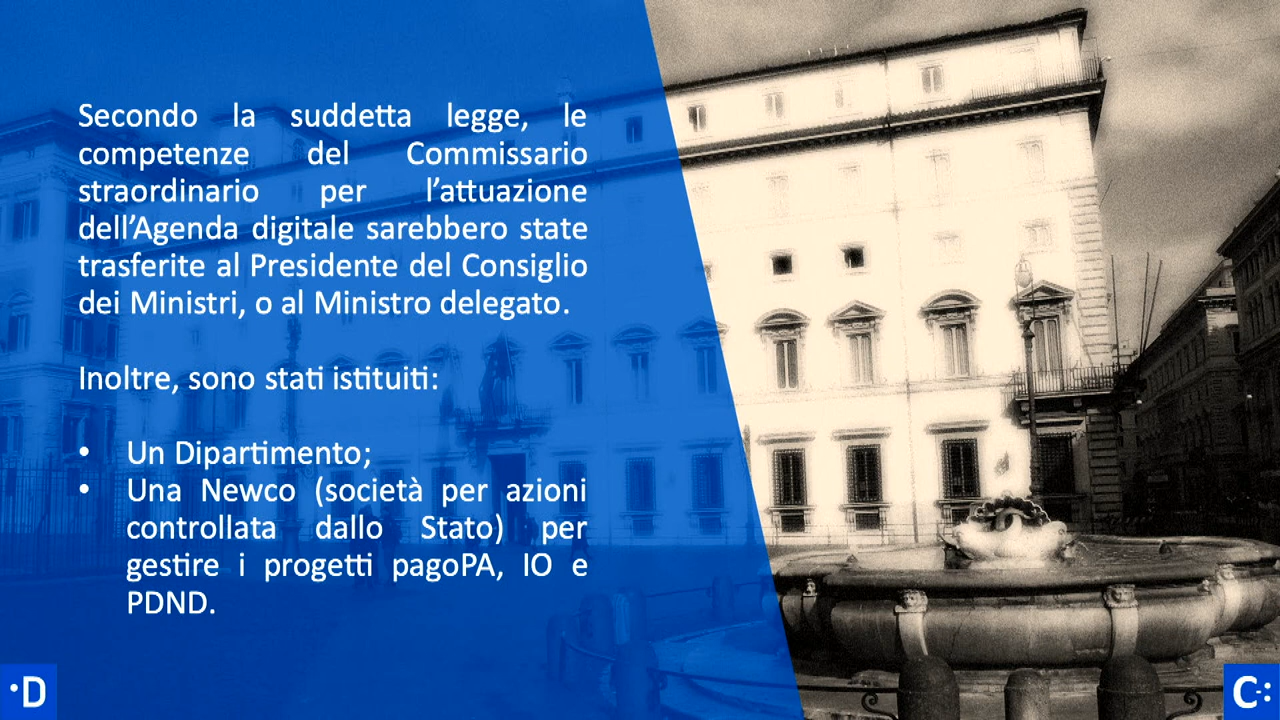 Secondo la suddetta legge, le
competenze del Commissario
straordinario per l'attuazione
dell'Agenda digitale sarebbero state
trasferite al Presidente del Consiglio
dei Ministri, o al Ministro delegato.
Inoltre, sono stati istituiti:
• Un Dipartimento;
• Una Newco (società per azioni
controllata dallo Stato) per
gestire i progetti pagoPA, IO e
PDND.
·D
C:·: